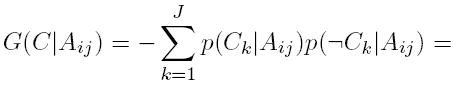 G(C|A_{ij}) = -\sum_{k=1}^{J} p(C_k|A_{ij})p(\neg C_k|A_{ij}) =